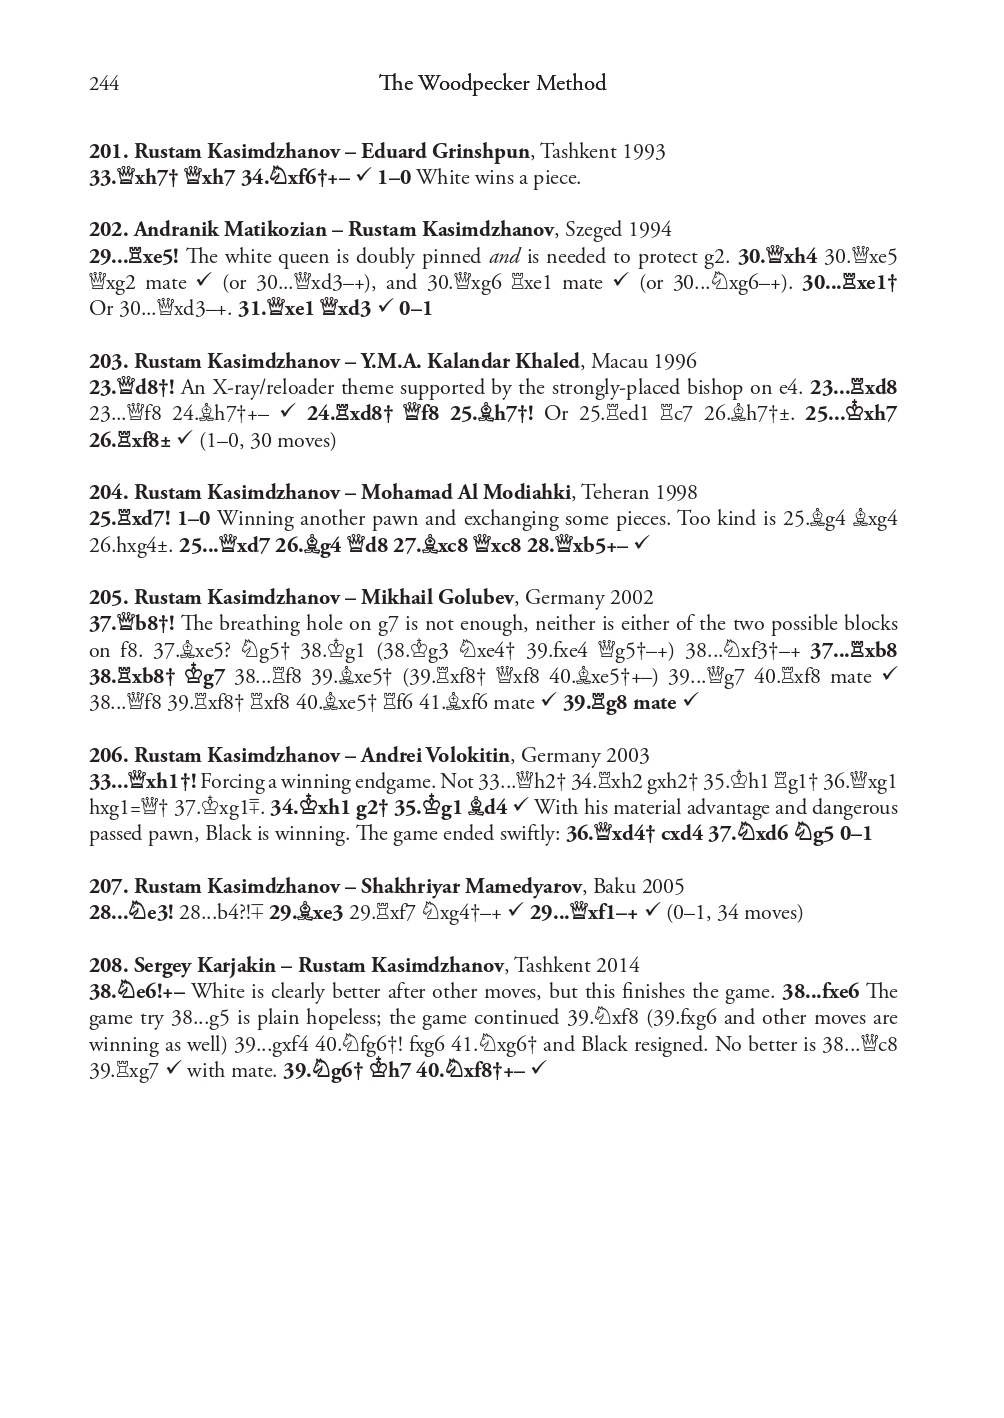 244 The Woodpecker Method
201. Rustam Kasimdzhanov – Eduard Grinshpun, Tashkent 1993
33.♕xh7† ♕xh7 34.♘xf6†+– ✓ 1–0 White wins a piece.
202. Andranik Matikozian – Rustam Kasimdzhanov, Szeged 1994
29...♖xe5! The white queen is doubly pinned and is needed to protect g2. 30.♕xh4 30.♖xe5
♕xg2 mate ✓ (or 30...♕xd3–+), and 30.♕xg6 ♖xe1 mate ✓ (or 30...♘xg6–+). 30...♖xe1†
Or 30...♕xd3–+. 31.♕xe1 ♕xd3 ✓ 0–1
203. Rustam Kasimdzhanov – Y.M.A. Kalandar Khaled, Macau 1996
23.♕d8†! An X-ray/reloader theme supported by the strongly-placed bishop on e4. 23...♖xd8
23...♕f8 24.♗h7†+– ✓ 24.♖xd8† ♕f8 25.♗h7†! Or 25.♖ed1 ♖c7 26.♗h7†±. 25...♔xh7
26.♖xf8± ✓ (1–0, 30 moves)
204. Rustam Kasimdzhanov – Mohamad Al Modiahki, Teheran 1998
25.♖xd7! 1–0 Winning another pawn and exchanging some pieces. Too kind is 25.♗g4 ♗xg4
26.hxg4±. 25...♕xd7 26.♗g4 ♕d8 27.♗xc8 ♕xc8 28.♕xb5+– ✓
205. Rustam Kasimdzhanov – Mikhail Golubev, Germany 2002
37.♕b8†! The breathing hole on g7 is not enough, neither is either of the two possible blocks
on f8. 37.♗xe5? ♘g5† 38.♔g1 (38.♔g3 ♘xe4† 39.fxe4 ♕g5†–+) 38...♘xf3†–+ 37...♖xb8
38.♖xb8† ♔g7 38...♖f8 39.♗xe5† (39.♖xf8† ♕xf8 40.♗xe5†+–) 39...♕g7 40.♖xf8 mate ✓
38...♕f8 39.♖xf8† ♖xf8 40.♗xe5† ♖f6 41.♗xf6 mate ✓ 39.♖g8 mate ✓
206. Rustam Kasimdzhanov – Andrei Volokitin, Germany 2003
33...♕xh1†! Forcing a winning endgame. Not 33...♕h2† 34.♖xh2 gxh2† 35.♔h1 ♖g1† 36.♕xg1
hxg1=♕† 37.♔xg1∓. 34.♔xh1 g2† 35.♔g1 ♗d4 ✓ With his material advantage and dangerous
passed pawn, Black is winning. The game ended swiftly: 36.♕xd4† cxd4 37.♘xd6 ♘g5 0–1
207. Rustam Kasimdzhanov – Shakhriyar Mamedyarov, Baku 2005
28...♘e3! 28...b4?!∓ 29.♗xe3 29.♖xf7 ♘xg4†–+ ✓ 29...♕xf1–+ ✓ (0–1, 34 moves)
208. Sergey Karjakin – Rustam Kasimdzhanov, Tashkent 2014
38.♘e6!+– White is clearly better after other moves, but this finishes the game. 38...fxe6 The
game try 38...g5 is plain hopeless; the game continued 39.♘xf8 (39.fxg6 and other moves are
winning as well) 39...gxf4 40.♘fg6†! fxg6 41.♘xg6† and Black resigned. No better is 38...♕c8
39.♖xg7 ✓ with mate. 39.♘g6† ♔h7 40.♘xf8†+– ✓